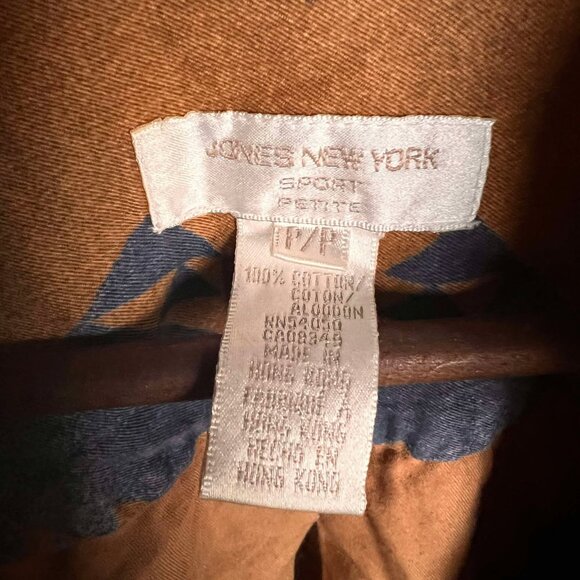 JONES NEW YORK
SPORT
PETITE
P/P
100% COTTON/
COTON/
ALGODON
RN54050
CA08349
MADE IN
HONG KONG
FABRIQUE A
HONG KONG
HECHO EN
HONG KONG